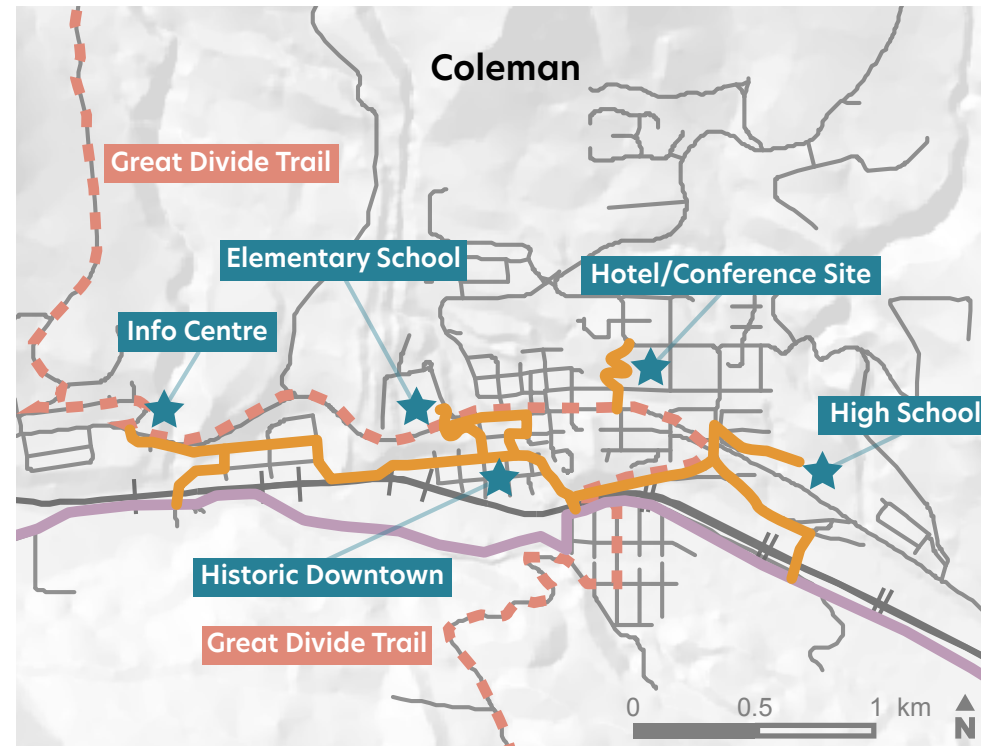 Coleman
Great Divide Trail
Elementary School
Hotel/Conference Site
Info Centre
High School
Historic Downtown
Great Divide Trail
0 0.5 1 km
N